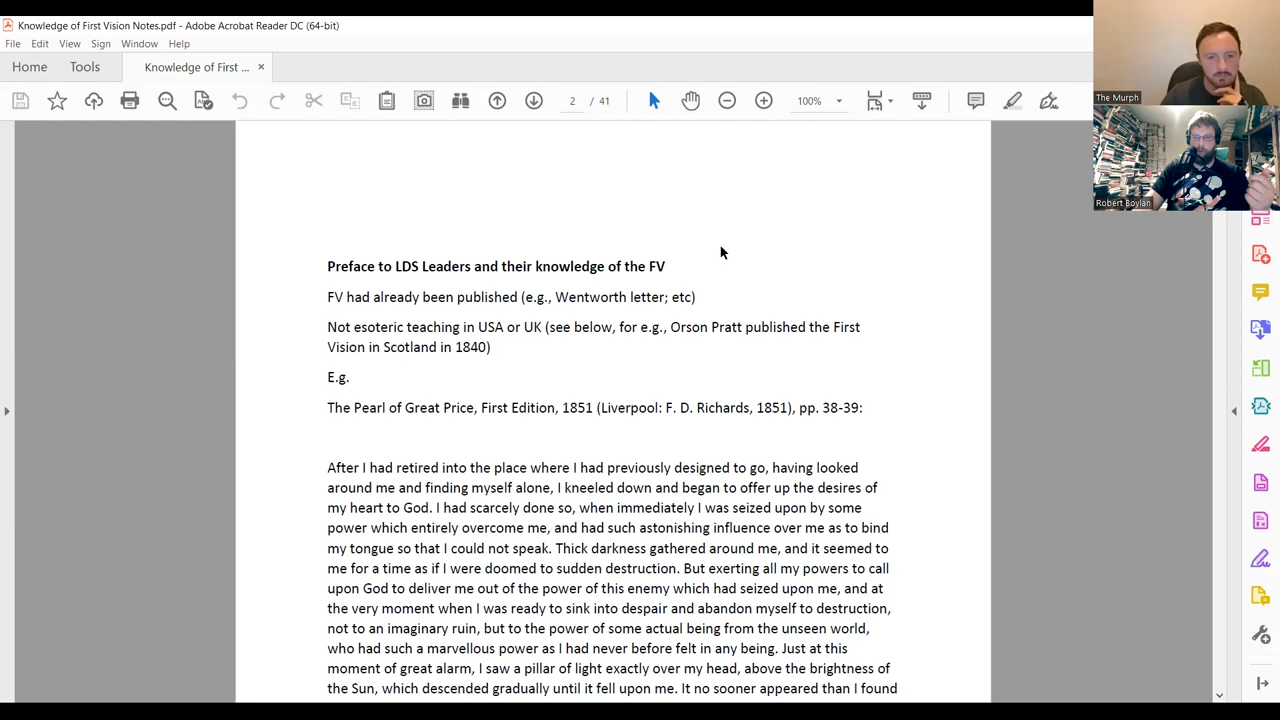 Knowledge of First Vision Notes.pdf - Adobe Acrobat Reader DC (64-bit)
File Edit View Sign Window Help
Home Tools Knowledge of First ... ×
2 / 41 100%
The Murph
Robert Boylan
Preface to LDS Leaders and their knowledge of the FV
FV had already been published (e.g., Wentworth letter; etc)
Not esoteric teaching in USA or UK (see below, for e.g., Orson Pratt published the First
Vision in Scotland in 1840)
E.g.
The Pearl of Great Price, First Edition, 1851 (Liverpool: F. D. Richards, 1851), pp. 38-39:
After I had retired into the place where I had previously designed to go, having looked
around me and finding myself alone, I kneeled down and began to offer up the desires of
my heart to God. I had scarcely done so, when immediately I was seized upon by some
power which entirely overcome me, and had such astonishing influence over me as to bind
my tongue so that I could not speak. Thick darkness gathered around me, and it seemed to
me for a time as if I were doomed to sudden destruction. But exerting all my powers to call
upon God to deliver me out of the power of this enemy which had seized upon me, and at
the very moment when I was ready to sink into despair and abandon myself to destruction,
not to an imaginary ruin, but to the power of some actual being from the unseen world,
who had such a marvellous power as I had never before felt in any being. Just at this
moment of great alarm, I saw a pillar of light exactly over my head, above the brightness of
the Sun, which descended gradually until it fell upon me. It no sooner appeared than I found